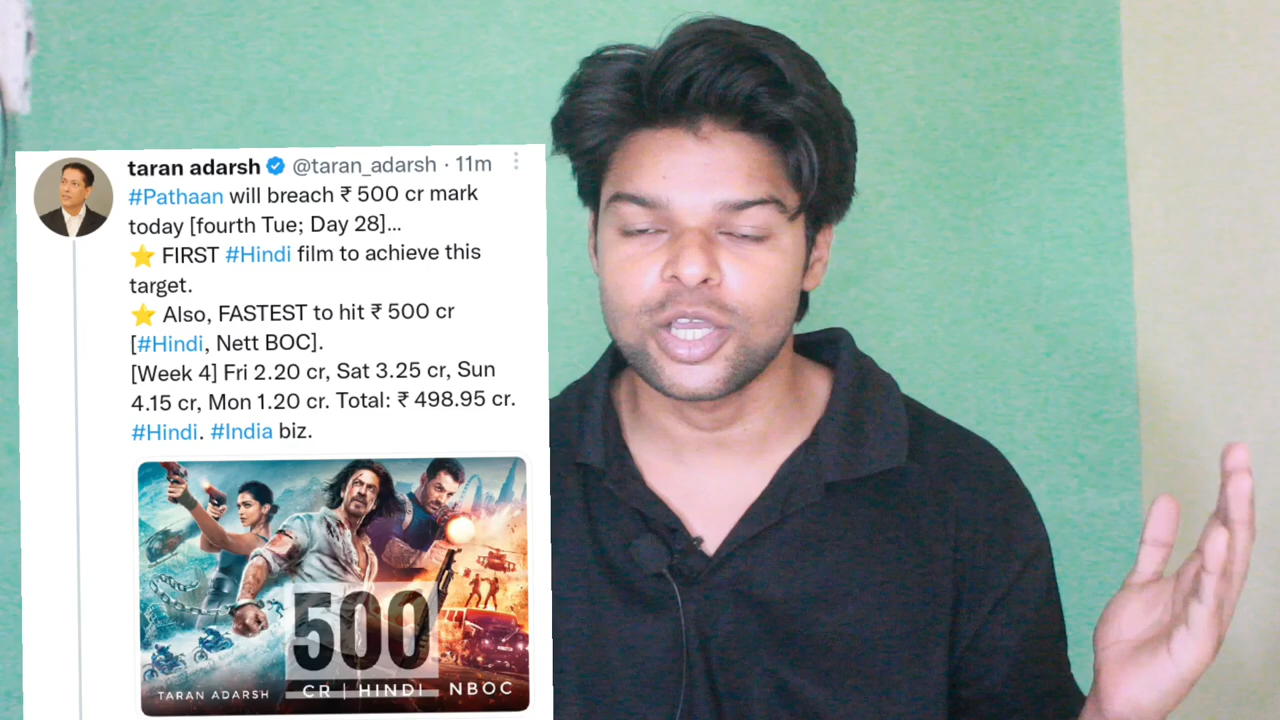 taran adarsh @taran_adarsh · 11m
#Pathaan will breach ₹ 500 cr mark
today [fourth Tue; Day 28]...
⭐ FIRST #Hindi film to achieve this
target.
⭐ Also, FASTEST to hit ₹ 500 cr
[#Hindi, Nett BOC].
[Week 4] Fri 2.20 cr, Sat 3.25 cr, Sun
4.15 cr, Mon 1.20 cr. Total: ₹ 498.95 cr.
#Hindi. #India biz.
500
TARAN ADARSH CR | HINDI NBOC